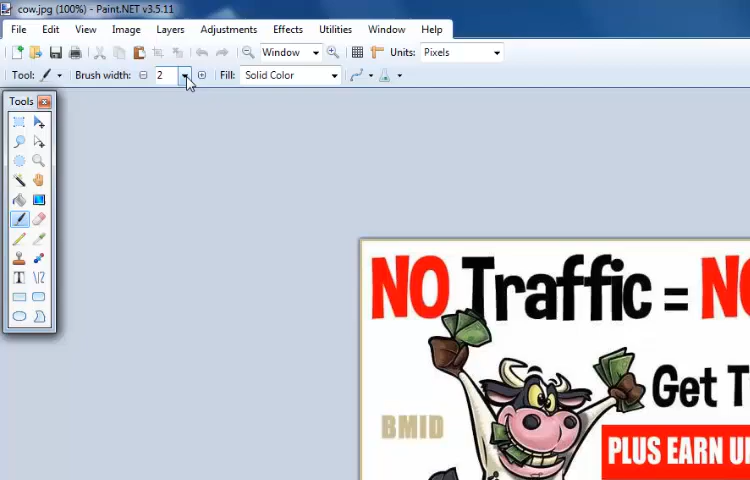 cow.jpg (100%) - Paint.NET v3.5.11
File Edit View Image Layers Adjustments Effects Utilities Window Help
Window Units: Pixels
Tool: Brush width: 2 Fill: Solid Color
Tools
NO Traffic = NO
Get T
BMID
PLUS EARN U